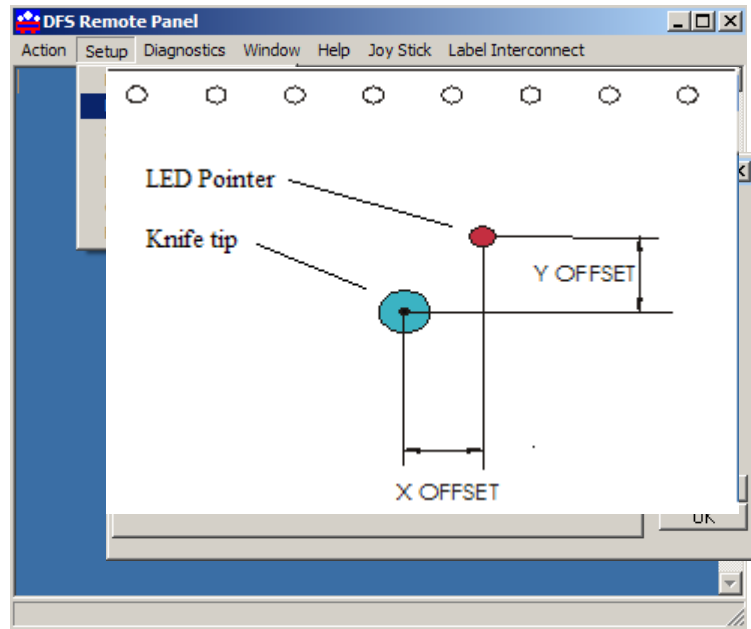 DFS Remote Panel
Action Setup Diagnostics Window Help Joy Stick Label Interconnect
LED Pointer
Knife tip
Y OFFSET
X OFFSET
OK